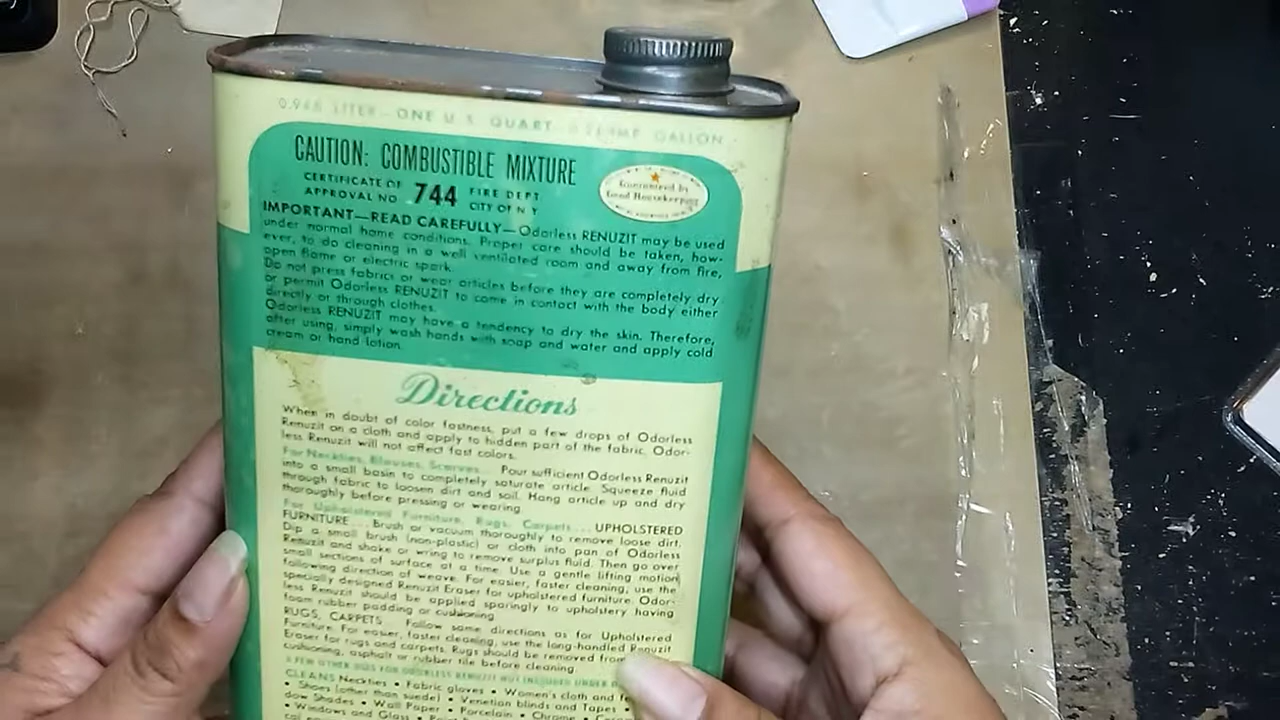 0.946 LITER—ONE U.S. QUART— GALLON
CAUTION: COMBUSTIBLE MIXTURE
CERTIFICATE OF
APPROVAL NO
744
FIRE DEPT
CITY OF N Y
Guaranteed by
Good Housekeeping
IMPORTANT—READ CAREFULLY—Odorless RENUZIT may be used
under normal home conditions. Proper care should be taken, how-
ever, to do cleaning in a well ventilated room and away from fire,
open flame or electric spark.
Do not press fabrics or wear articles before they are completely dry
or permit Odorless RENUZIT to come in contact with the body either
directly or through clothes.
Odorless RENUZIT may have a tendency to dry the skin. Therefore,
after using, simply wash hands with soap and water and apply cold
cream or hand lotion.
Directions
When in doubt of color fastness, put a few drops of Odorless
Renuzit on a cloth and apply to hidden part of the fabric. Odor-
less Renuzit will not affect fast colors.
For Neckties, Blouses, Scarves... Pour sufficient Odorless Renuzit
into a small basin to completely saturate article. Squeeze fluid
through fabric to loosen dirt and soil. Hang article up and dry
thoroughly before pressing or wearing.
For Upholstered Furniture, Rugs, Carpets... UPHOLSTERED
FURNITURE... Brush or vacuum thoroughly to remove loose dirt.
Dip a small brush (non-plastic) or cloth into pan of Odorless
Renuzit and shake or wring to remove surplus fluid. Then go over
small sections of surface at a time. Use a gentle lifting motion
following direction of weave. For easier, faster cleaning, use the
specially designed Renuzit Eraser for upholstered furniture. Odor-
less Renuzit should be applied sparingly to upholstery having
foam rubber padding or cushioning.
RUGS, CARPETS... Follow same directions as for Upholstered
Furniture. For easier, faster cleaning, use the long-handled Renuzit
Eraser for rugs and carpets. Rugs should be removed from
cushioning, asphalt or rubber tile before cleaning.
A FEW OTHER USES FOR ODORLESS RENUZIT NOT INCLUDED UNDER
CLEANS Neckties • Fabric gloves • Women's cloth and
• Shoes (other than suede) • Venetian blinds and Tapes •
dow Shades • Wall Paper • Porcelain • Chrome •
• Windows and Glass •